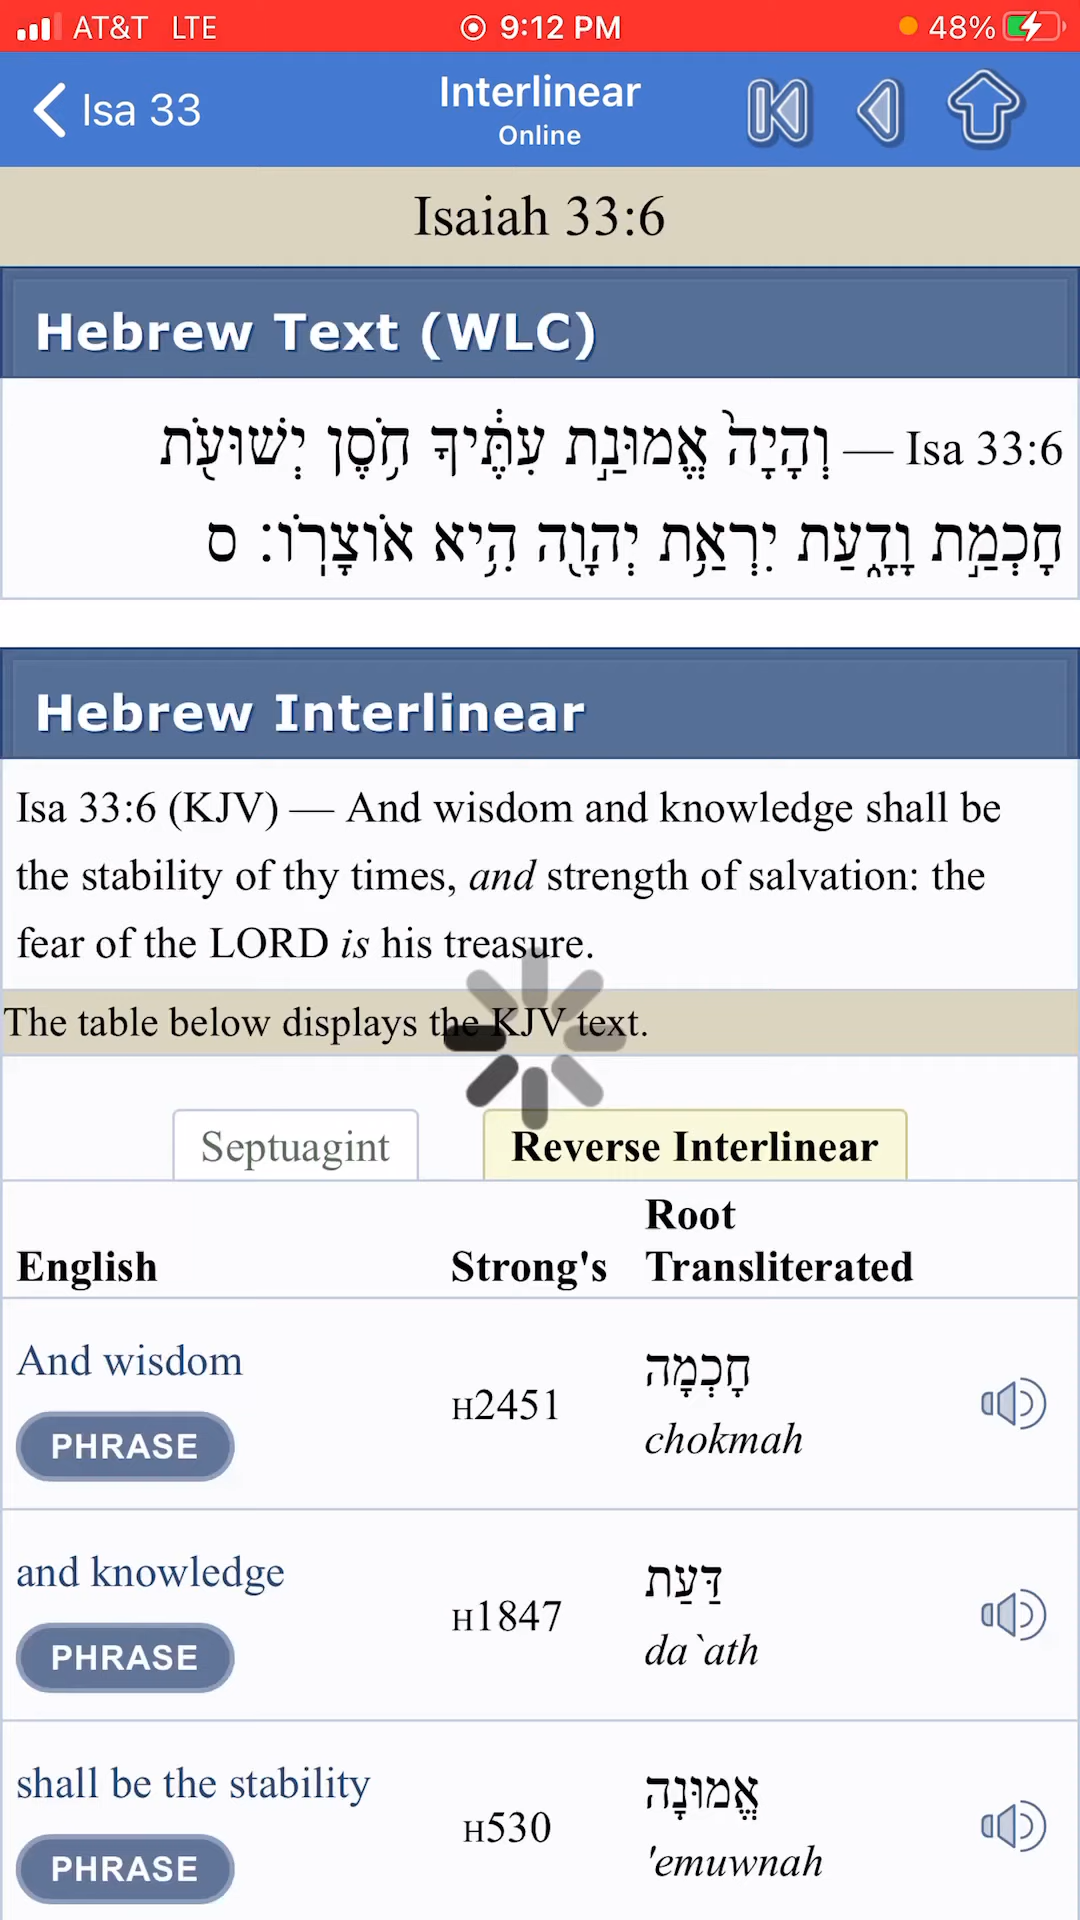 AT&T LTE 9:12 PM 48%
Isa 33 Interlinear
Online
Isaiah 33:6
Hebrew Text (WLC)
Isa 33:6 — וְהָיָה֙ אֱמוּנַ֣ת עִתֶּ֔יךָ חֹ֥סֶן יְשׁוּעֹ֖ת
חָכְמַ֣ת וָדָ֑עַת יִרְאַ֥ת יְהוָ֖ה הִ֥יא אוֹצָרֽוֹ׃ ס
Hebrew Interlinear
Isa 33:6 (KJV) — And wisdom and knowledge shall be
the stability of thy times, and strength of salvation: the
fear of the LORD is his treasure.
The table below displays the KJV text.
Septuagint Reverse Interlinear
English Strong's Root Transliterated
And wisdom
PHRASE
H2451
חָכְמָה
chokmah
and knowledge
PHRASE
H1847
דַּעַת
da`ath
shall be the stability
PHRASE
H530
אֱמוּנָה
'emuwnah